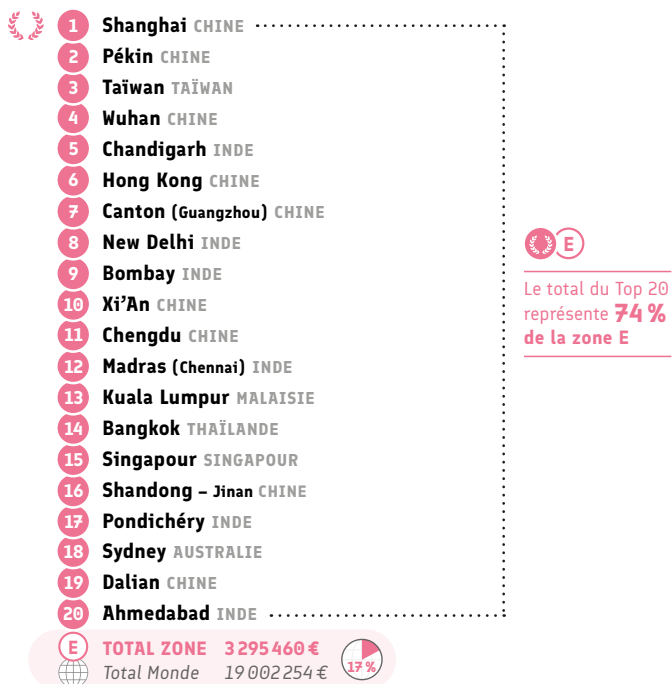 1 Shanghai CHINE
2 Pékin CHINE
3 Taïwan TAÏWAN
4 Wuhan CHINE
5 Chandigarh INDE
6 Hong Kong CHINE
7 Canton (Guangzhou) CHINE
8 New Delhi INDE
9 Bombay INDE
10 Xi’An CHINE
11 Chengdu CHINE
12 Madras (Chennai) INDE
13 Kuala Lumpur MALAISIE
14 Bangkok THAÏLANDE
15 Singapour SINGAPOUR
16 Shandong – Jinan CHINE
17 Pondichéry INDE
18 Sydney AUSTRALIE
19 Dalian CHINE
20 Ahmedabad INDE
E
Le total du Top 20
représente 74 %
de la zone E
E TOTAL ZONE 3 295 460 €
Total Monde 19 002 254 €
17 %